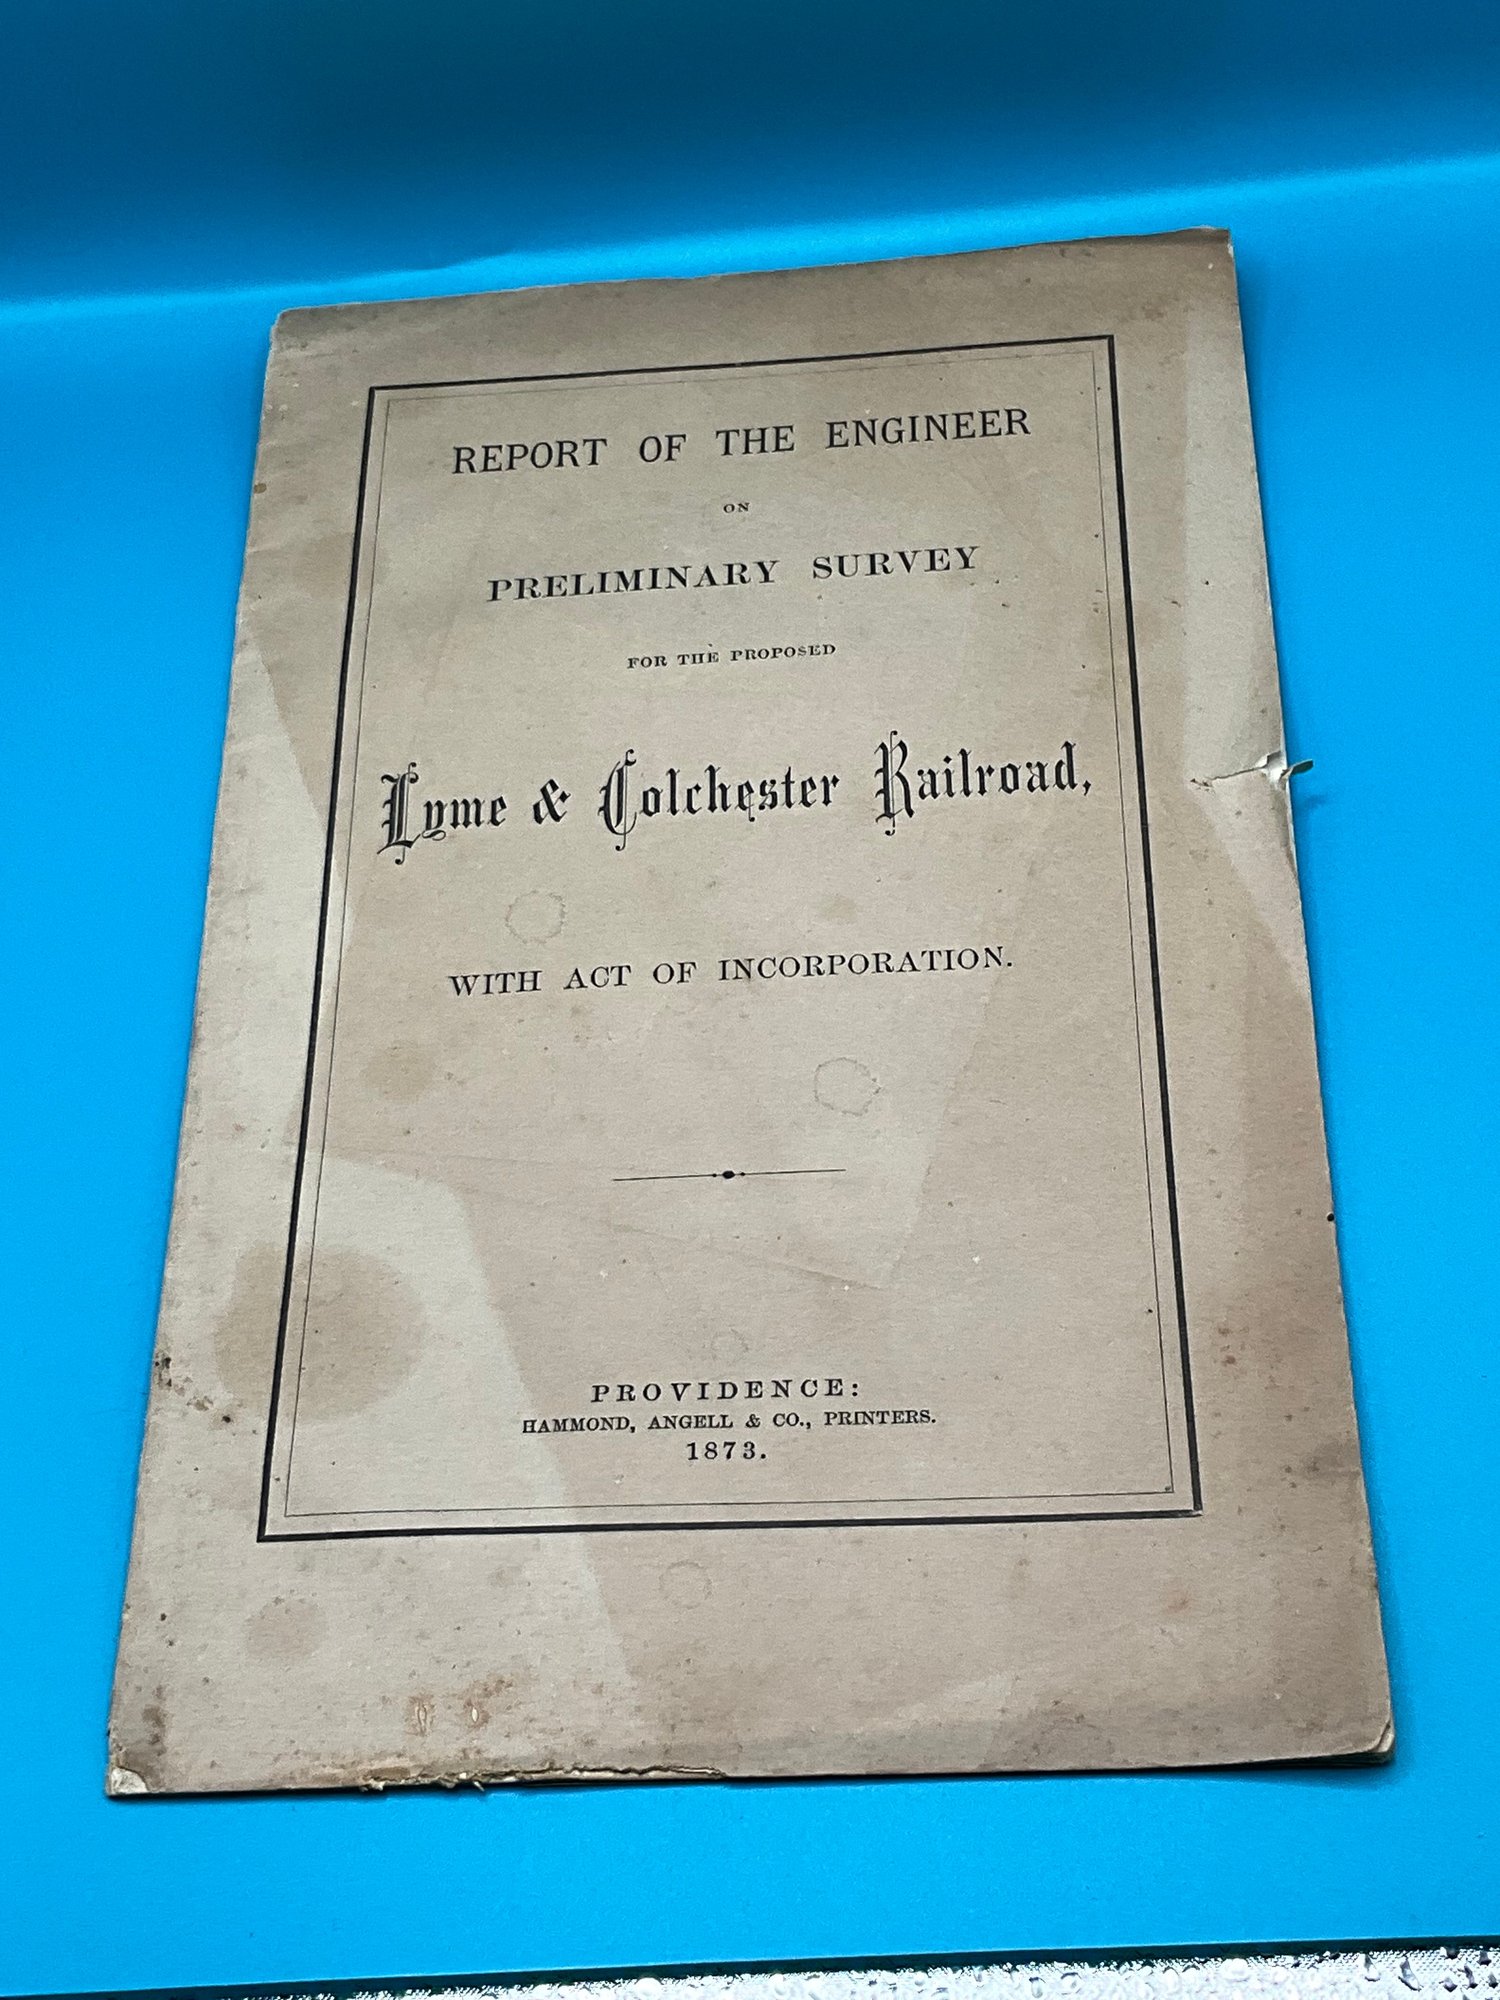 REPORT OF THE ENGINEER
ON
PRELIMINARY SURVEY
FOR THE PROPOSED
Lyme & Colchester Railroad,
WITH ACT OF INCORPORATION.
PROVIDENCE:
HAMMOND, ANGELL & CO., PRINTERS.
1873.